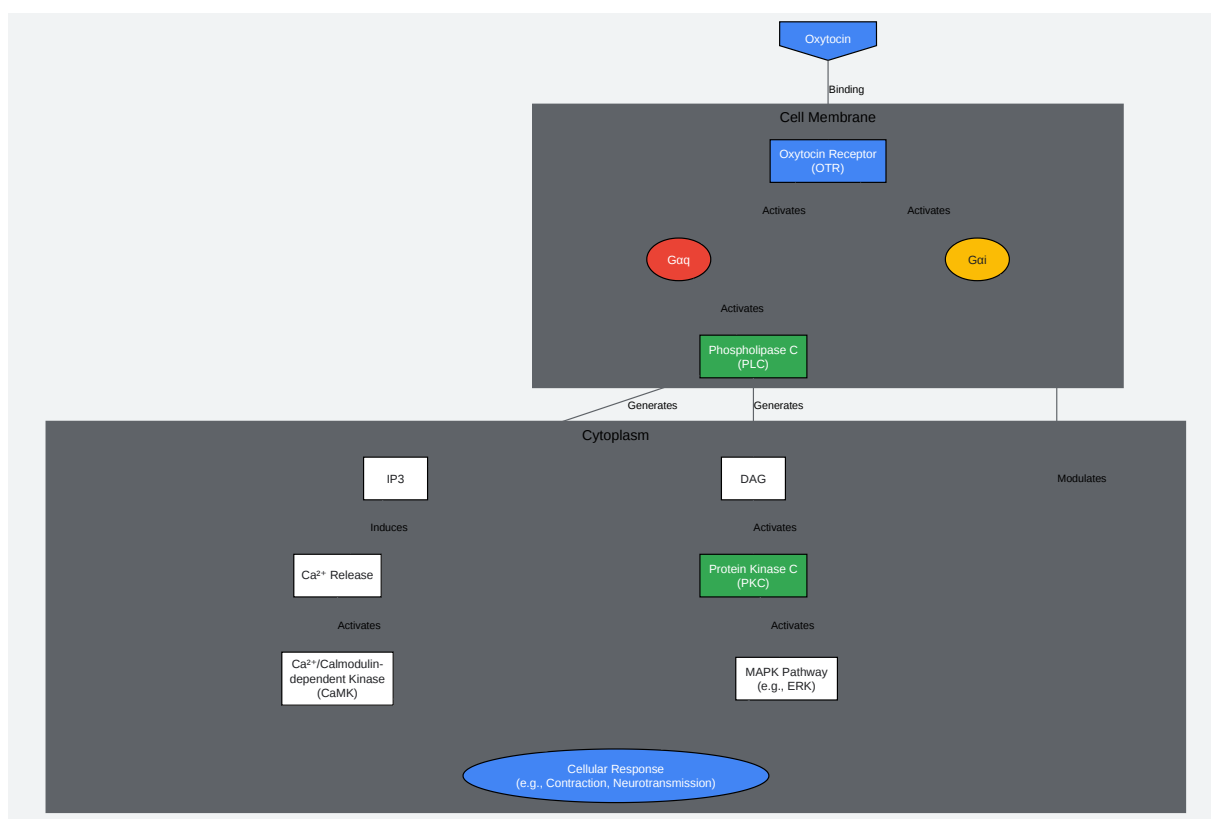 Oxytocin
Binding
Cell Membrane
Oxytocin Receptor
(OTR)
Activates
Activates
Gαq
Gαi
Activates
Phospholipase C
(PLC)
Generates
Generates
Cytoplasm
IP3
DAG
Modulates
Induces
Activates
Ca²⁺ Release
Protein Kinase C
(PKC)
Activates
Activates
Ca²⁺/Calmodulin-
dependent Kinase
(CaMK)
MAPK Pathway
(e.g., ERK)
Cellular Response
(e.g., Contraction, Neurotransmission)